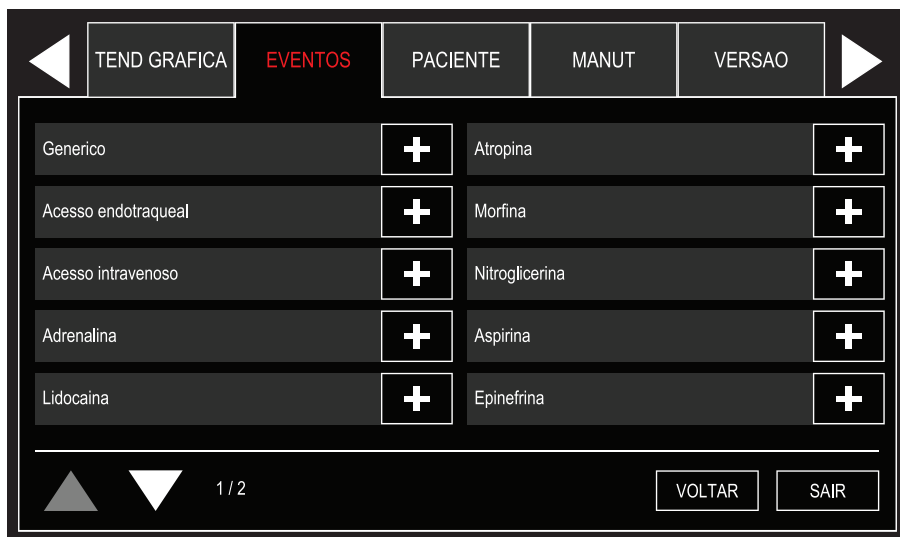 TEND GRAFICA
EVENTOS
PACIENTE
MANUT
VERSAO
Generico
Atropina
Acesso endotraqueal
Morfina
Acesso intravenoso
Nitroglicerina
Adrenalina
Aspirina
Lidocaina
Epinefrina
1 / 2
VOLTAR
SAIR